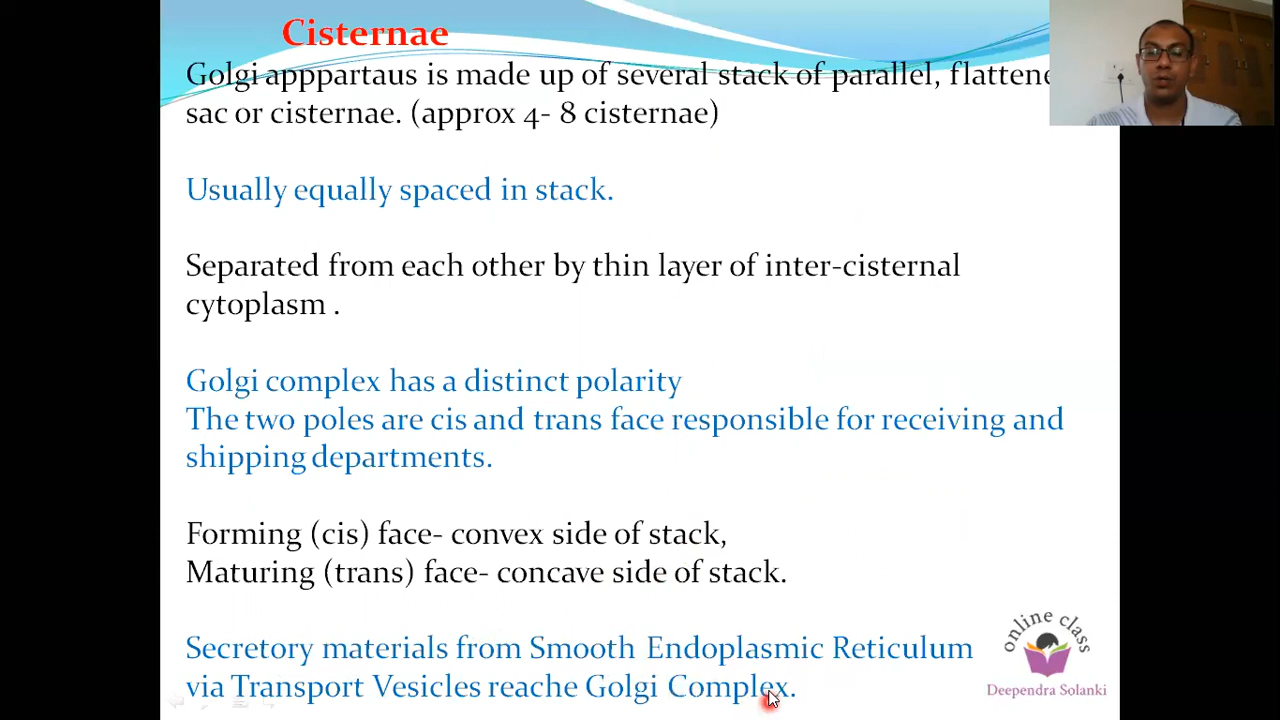 Cisternae
Golgi apppartaus is made up of several stack of parallel, flattene
sac or cisternae. (approx 4- 8 cisternae)
Usually equally spaced in stack.
Separated from each other by thin layer of inter-cisternal
cytoplasm .
Golgi complex has a distinct polarity
The two poles are cis and trans face responsible for receiving and
shipping departments.
Forming (cis) face- convex side of stack,
Maturing (trans) face- concave side of stack.
Secretory materials from Smooth Endoplasmic Reticulum
via Transport Vesicles reache Golgi Complex.
online class
Deependra Solanki